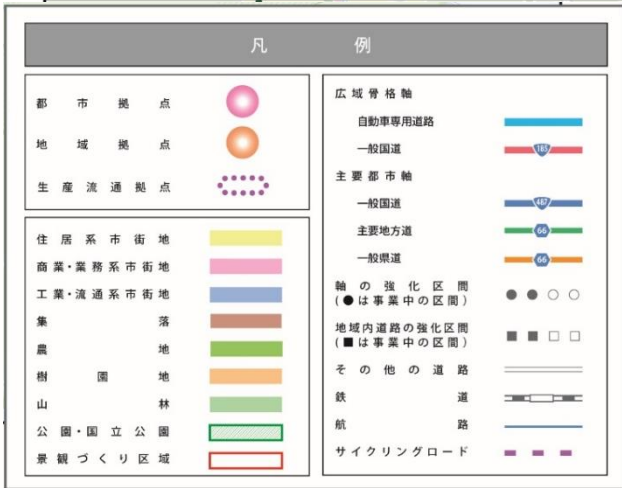 凡例
都市拠点
地域拠点
生産流通拠点
住居系市街地
商業・業務系市街地
工業・流通系市街地
集落
農地
樹園地
山林
公園・国立公園
景観づくり区域
広域骨格軸
自動車専用道路
一般国道
185
主要都市軸
一般国道
487
主要地方道
66
一般県道
66
軸の強化区間
(●は事業中の区間)
地域内道路の強化区間
(■は事業中の区間)
その他の道路
鉄道
航路
サイクリングロード